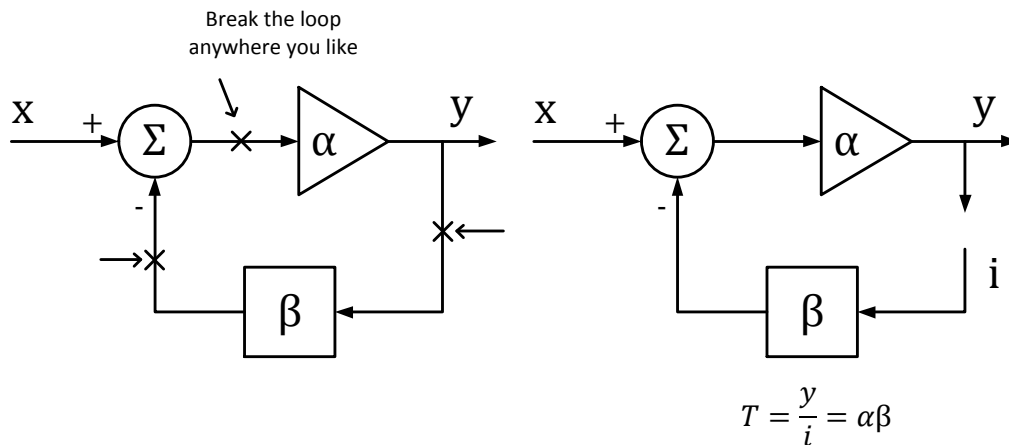 Break the loop
anywhere you like
x
+
Σ
α
y
-
β
x
+
Σ
α
y
-
i
β
T = y/i = αβ